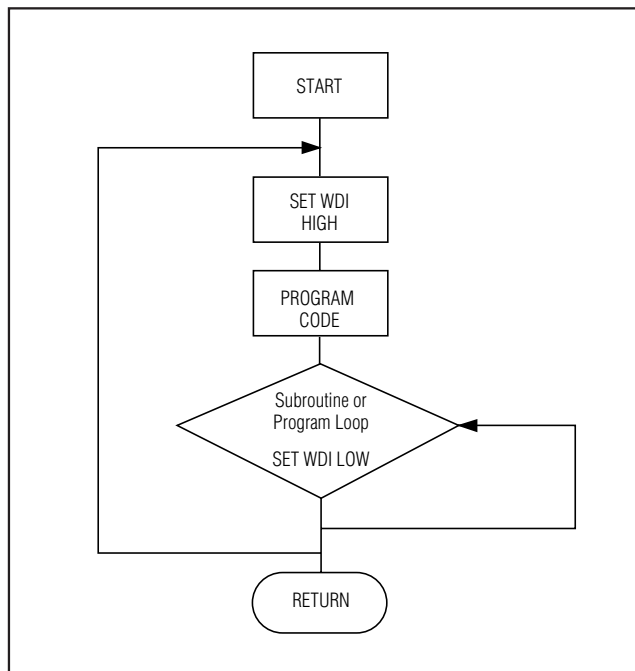 START
SET WDI
HIGH
PROGRAM
CODE
Subroutine or
Program Loop
SET WDI LOW
RETURN